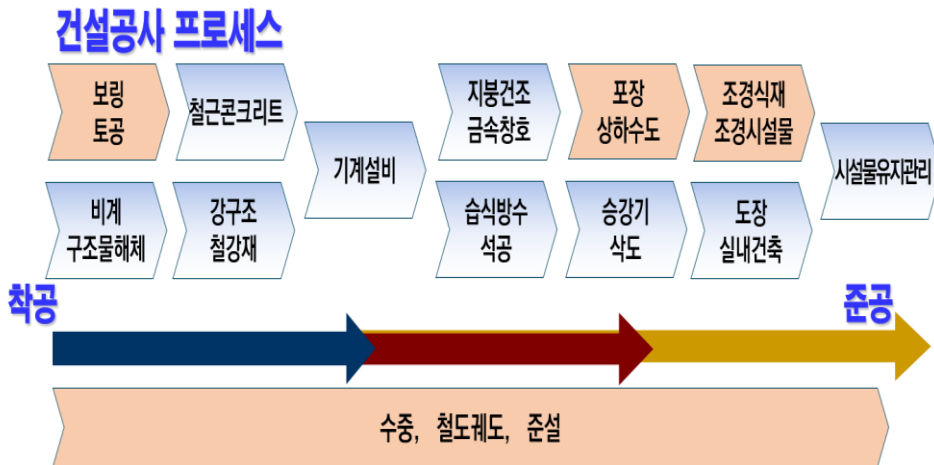 건설공사 프로세스
보링
토공
철근콘크리트
기계설비
지붕건조
금속창호
포장
상하수도
조경식재
조경시설물
시설물유지관리
비계
구조물해체
강구조
철강재
습식방수
석공
승강기
삭도
도장
실내건축
착공
준공
수중, 철도궤도, 준설